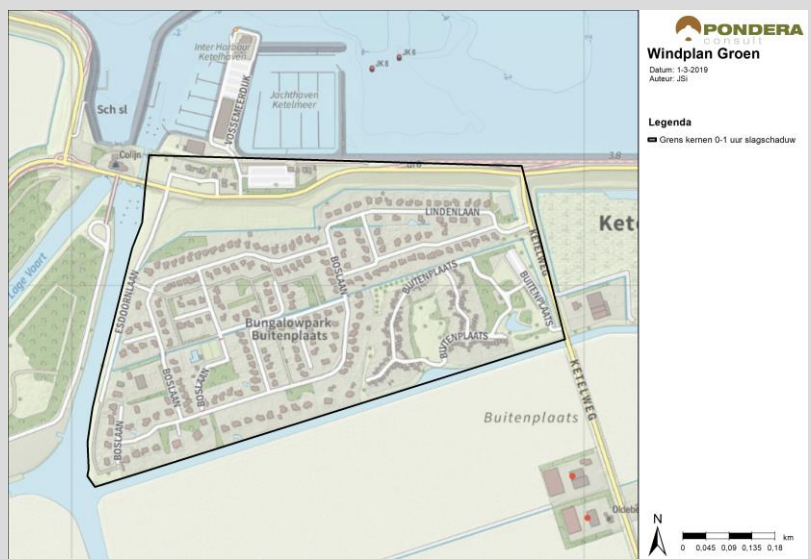 PONDERA
consult
Windplan Groen
Datum: 1-3-2019
Auteur: JSi
Legenda
Grens kernen 0-1 uur slagschaduw
Inter Harbour
Ketelhaven
JK 6
JK 8
Jachthaven
Ketelmeer
VOSSEMEERDIJK
Sch sl
Colijn
38
LINDENLAAN
Ket
KETELWEG
Lage Vaart
ESDOORNLAAN
BOSLAAN
BUITENPLAATS
BUITENPLAATS
Bungalowpark
Buitenplaats
BUITENPLAATS
BOSLAAN
BOSLAAN
BOSLAAN
KETELWEG
Buitenplaats
N
0 0,045 0,09 0,135 0,18 km